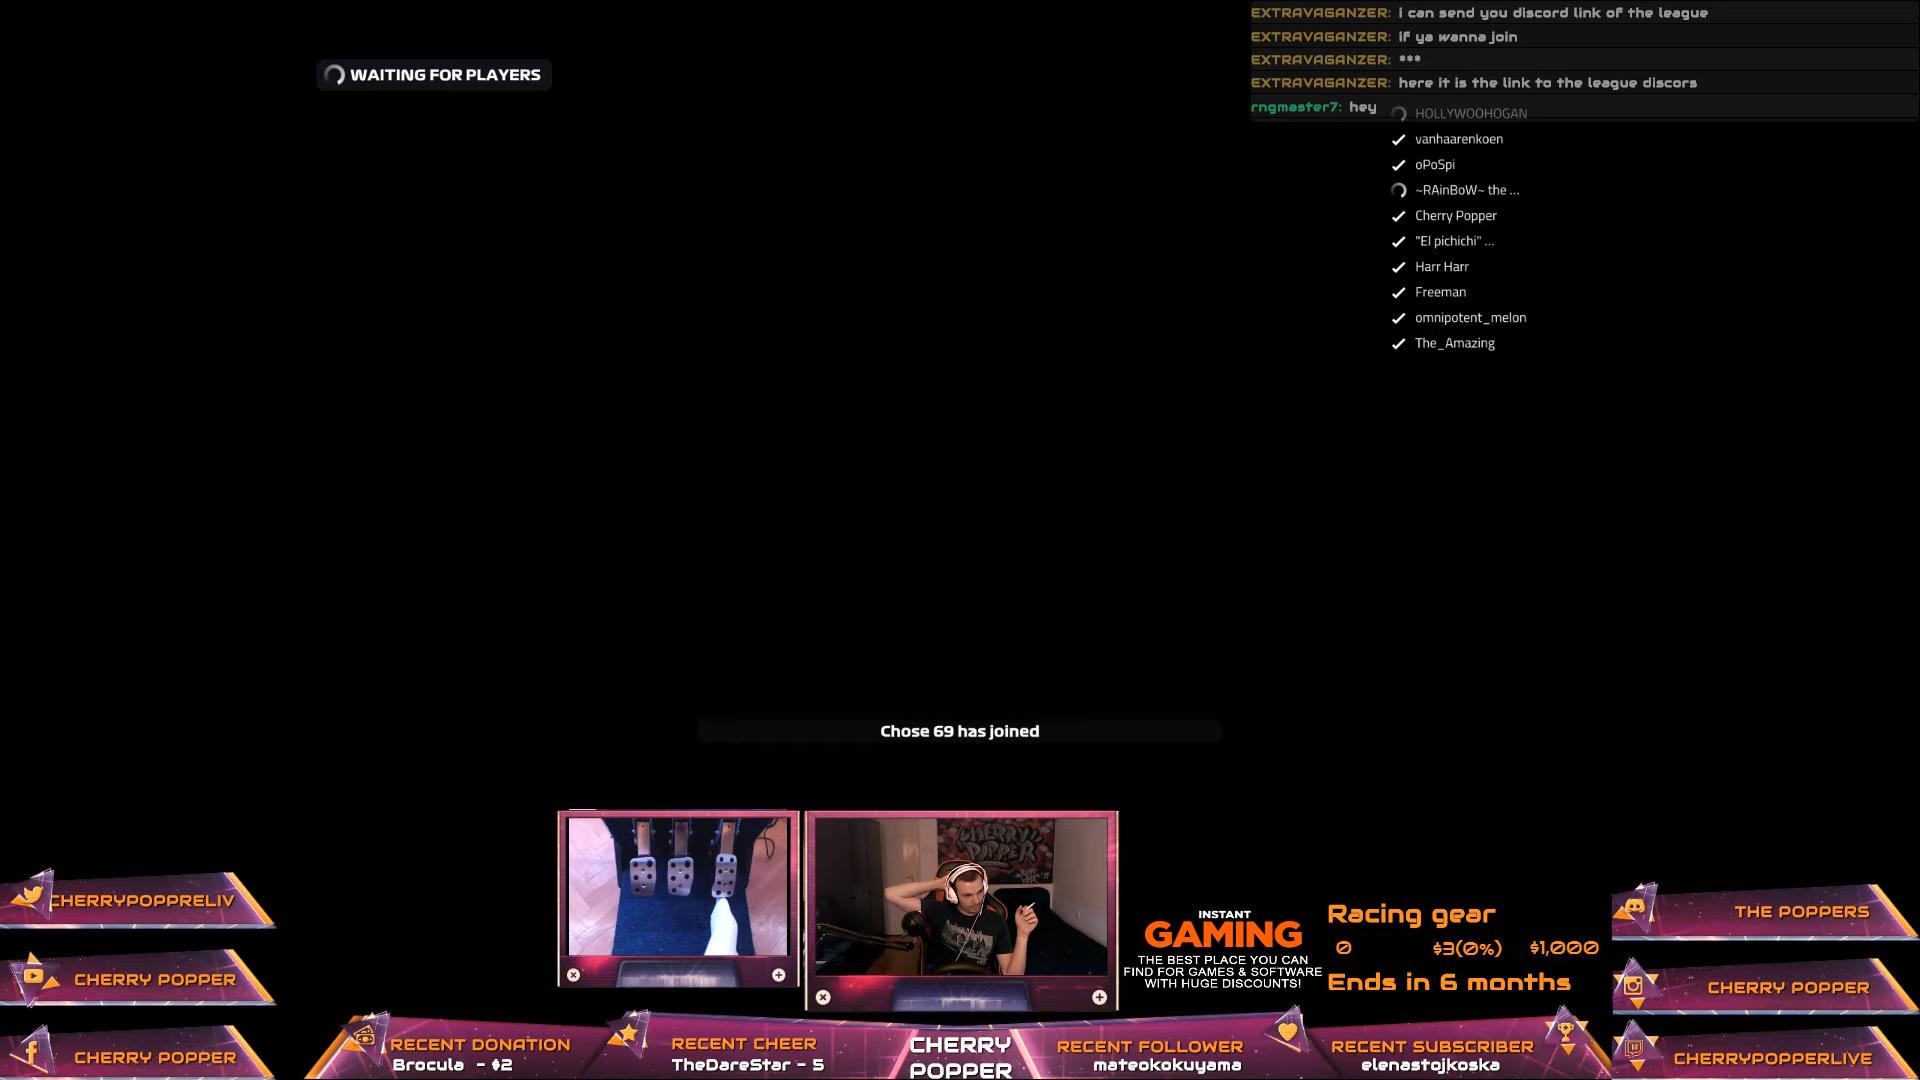 EXTRAVAGANZER: i can send you discord link of the league
EXTRAVAGANZER: if ya wanna join
EXTRAVAGANZER: ***
EXTRAVAGANZER: here it is the link to the league discors
rngmaster7: hey
WAITING FOR PLAYERS
HOLLYWOOHOGAN
vanhaarenkoen
oPoSpi
~RAinBoW~ the ...
Cherry Popper
"El pichichi" ...
Harr Harr
Freeman
omnipotent_melon
The_Amazing
Chose 69 has joined
CHERRY POPPER
CHERRYPOPPRELIV
CHERRY POPPER
CHERRY POPPER
INSTANT
GAMING
THE BEST PLACE YOU CAN
FIND FOR GAMES & SOFTWARE
WITH HUGE DISCOUNTS!
Racing gear
0 $3(0%) $1,000
Ends in 6 months
THE POPPERS
CHERRY POPPER
CHERRYPOPPERLIVE
RECENT DONATION
Brocula - $2
RECENT CHEER
TheDareStar - 5
CHERRY
POPPER
RECENT FOLLOWER
mateokokuyama
RECENT SUBSCRIBER
elenastojkoska